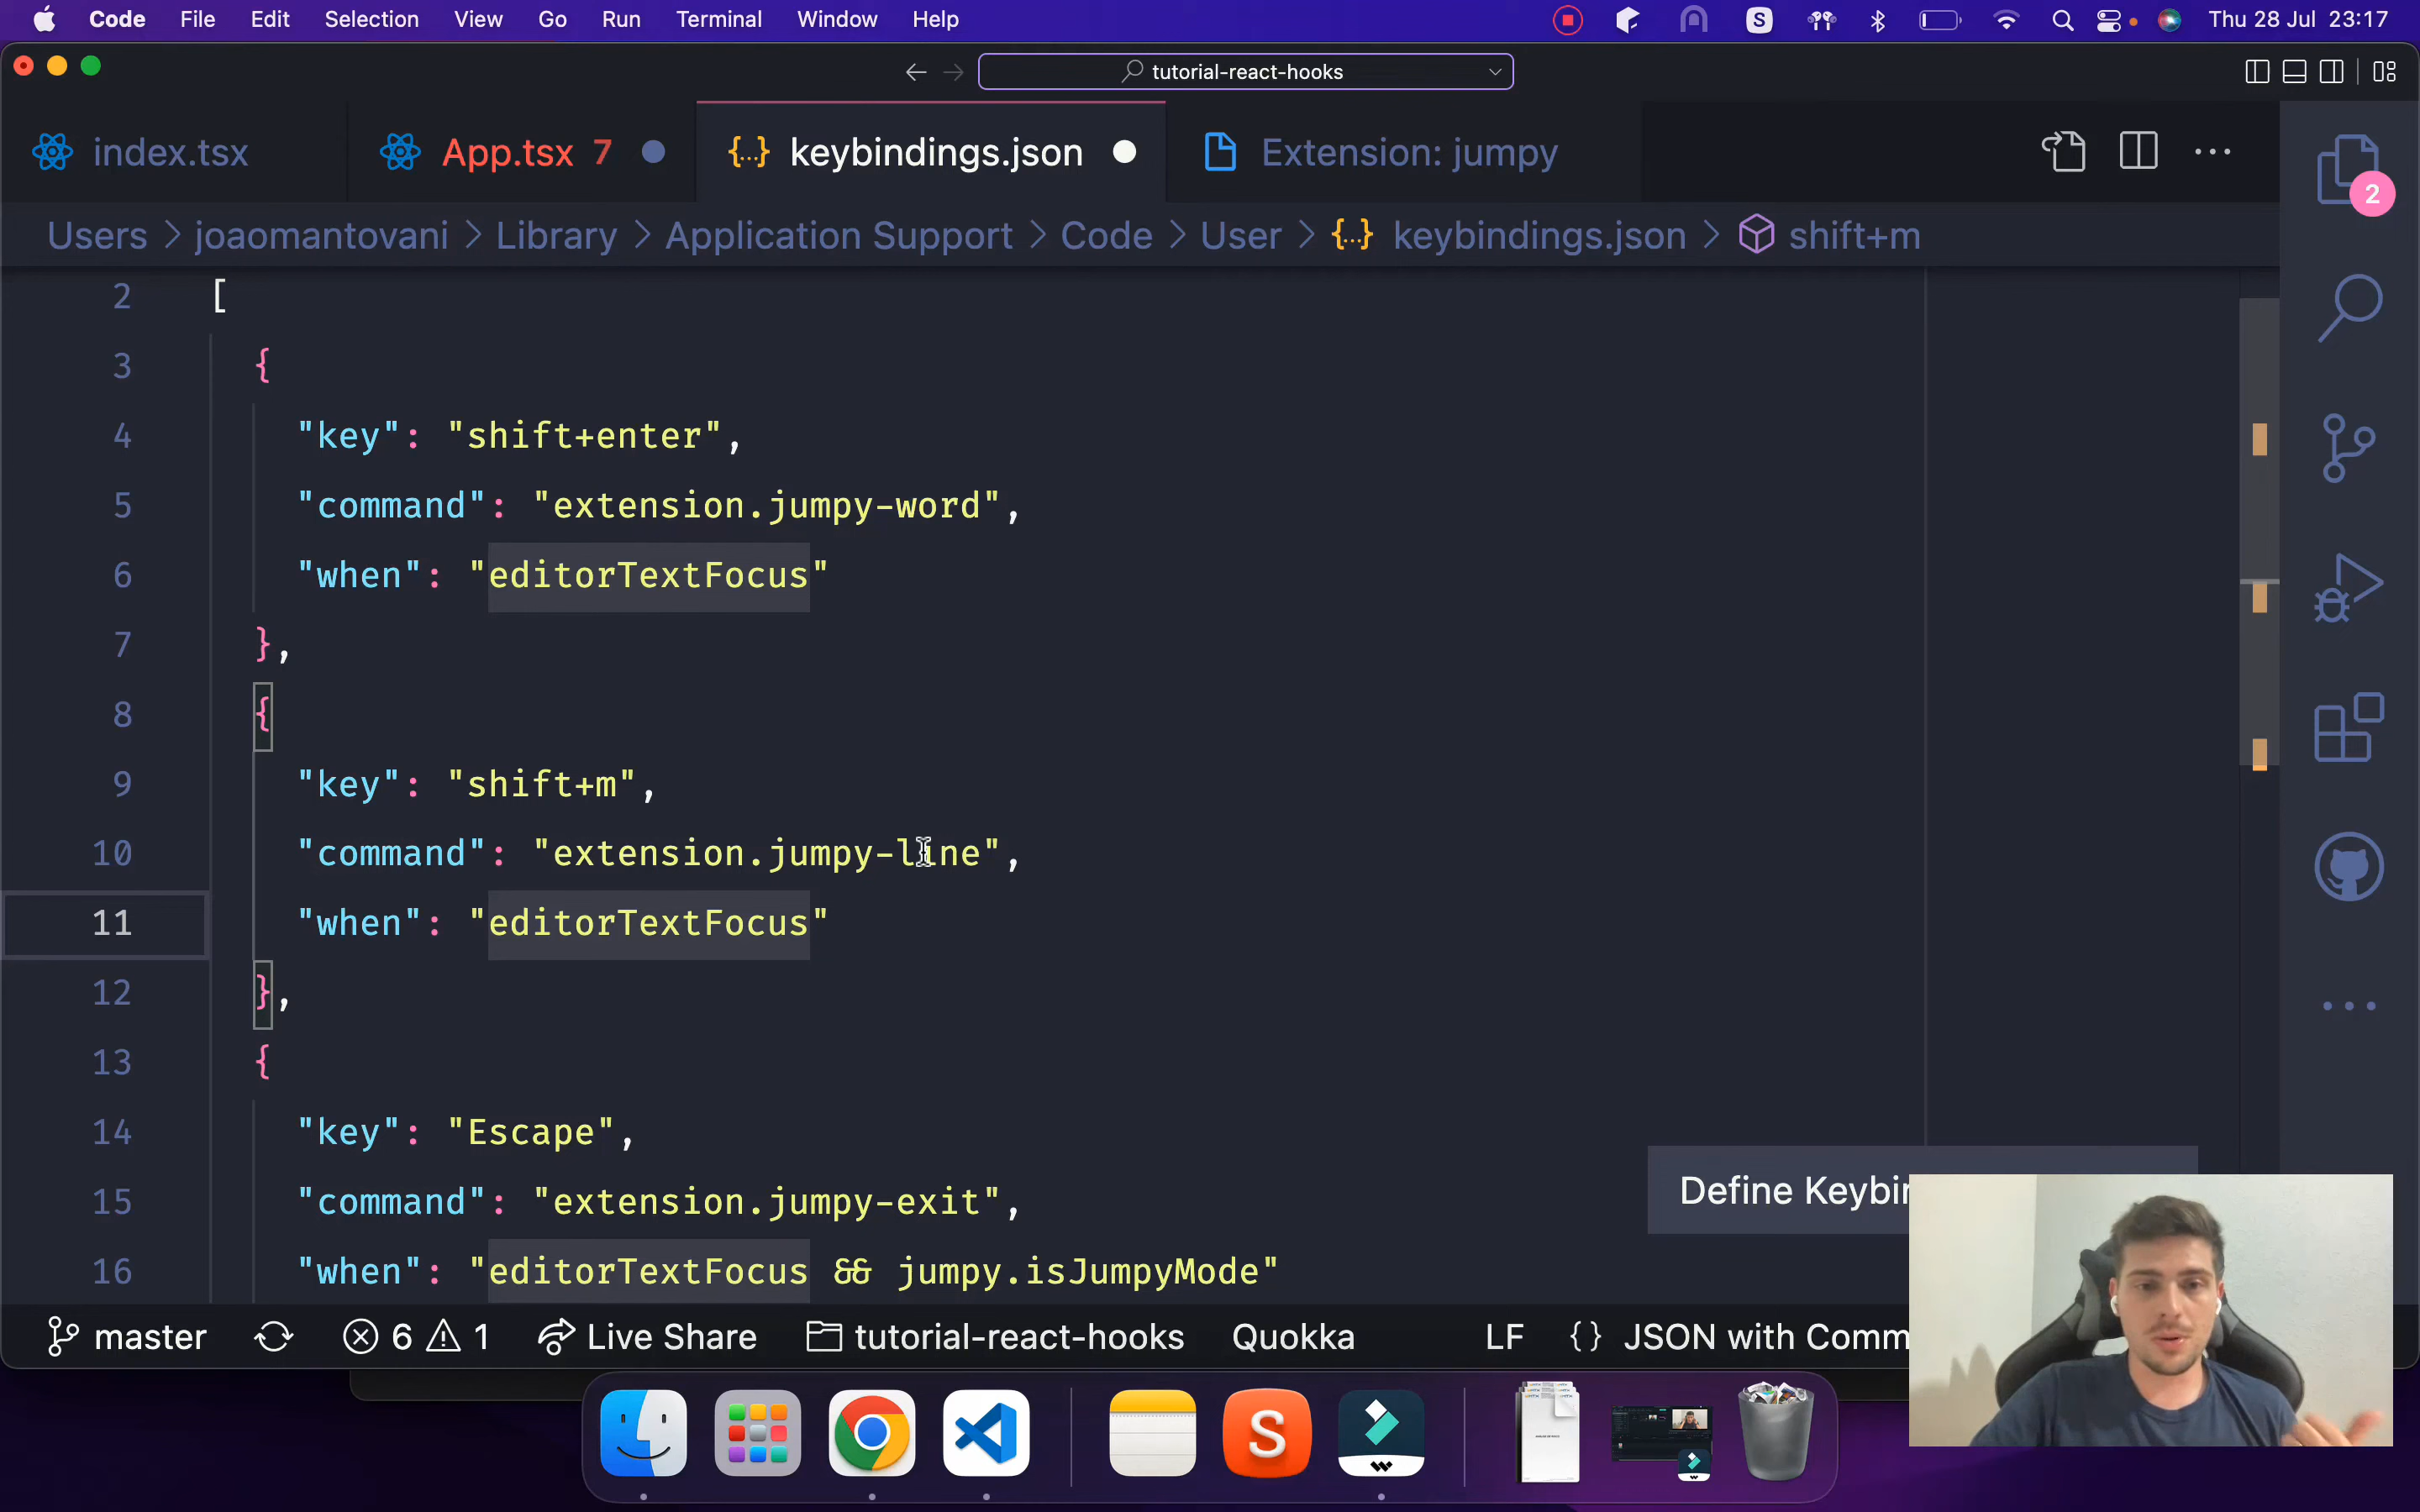 Code File Edit Selection View Go Run Terminal Window Help S Thu 28 Jul 23:17
tutorial-react-hooks
index.tsx App.tsx 7 keybindings.json Extension: jumpy
Users > joaomantovani > Library > Application Support > Code > User > {...} keybindings.json > shift+m
2 [
3 {
4 "key": "shift+enter",
5 "command": "extension.jumpy-word",
6 "when": "editorTextFocus"
7 },
8 {
9 "key": "shift+m",
10 "command": "extension.jumpy-line",
11 "when": "editorTextFocus"
12 },
13 {
14 "key": "Escape",
15 "command": "extension.jumpy-exit",
16 "when": "editorTextFocus && jumpy.isJumpyMode"
2
Define Keybin
master 6 1 Live Share tutorial-react-hooks Quokka LF {} JSON with Comm
S